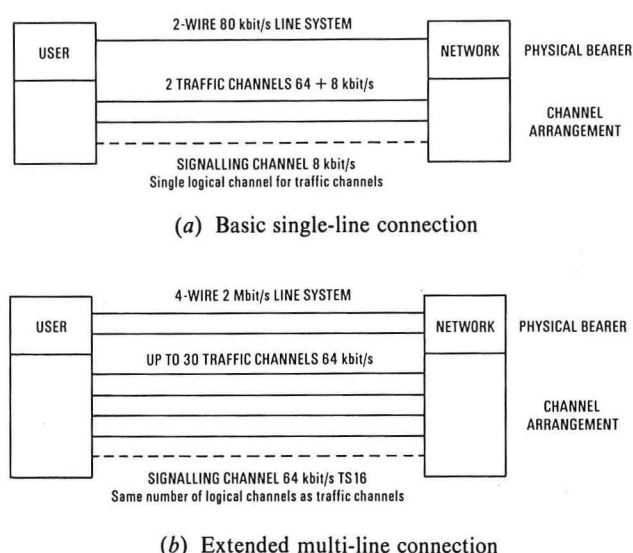 2-WIRE 80 kbit/s LINE SYSTEM
USER
NETWORK
PHYSICAL BEARER
2 TRAFFIC CHANNELS 64 + 8 kbit/s
CHANNEL
ARRANGEMENT
SIGNALLING CHANNEL 8 kbit/s
Single logical channel for traffic channels
(a) Basic single-line connection
4-WIRE 2 Mbit/s LINE SYSTEM
USER
NETWORK
PHYSICAL BEARER
UP TO 30 TRAFFIC CHANNELS 64 kbit/s
CHANNEL
ARRANGEMENT
SIGNALLING CHANNEL 64 kbit/s TS16
Same number of logical channels as traffic channels
(b) Extended multi-line connection